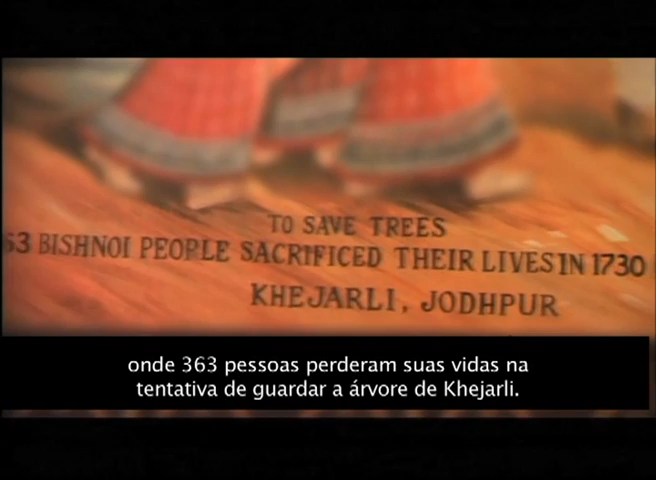 TO SAVE TREES
63 BISHNOI PEOPLE SACRIFICED THEIR LIVES IN 1730
KHEJARLI, JODHPUR
onde 363 pessoas perderam suas vidas na
tentativa de guardar a árvore de Khejarli.